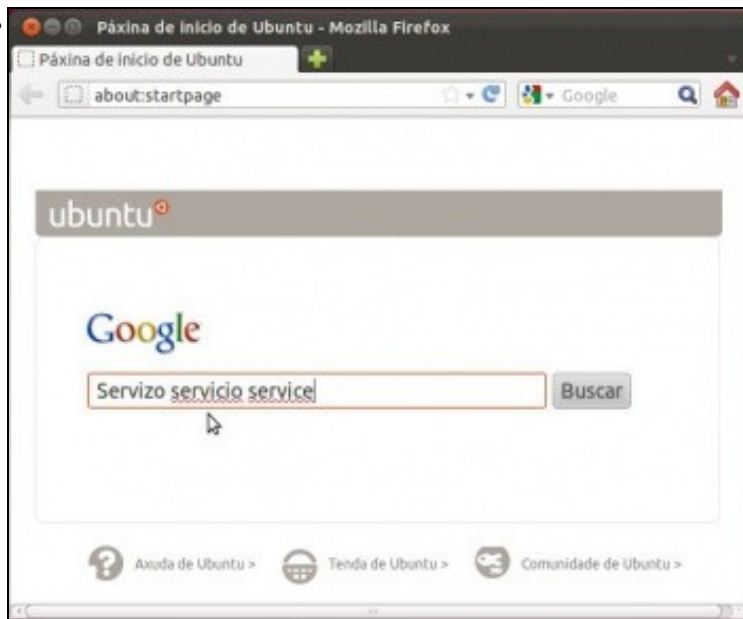 Páxina de inicio de Ubuntu - Mozilla Firefox
Páxina de inicio de Ubuntu
about:startpage
Google
ubuntu
Google
Servizo servicio service
Buscar
Axuda de Ubuntu >
Tenda de Ubuntu >
Comunidade de Ubuntu >